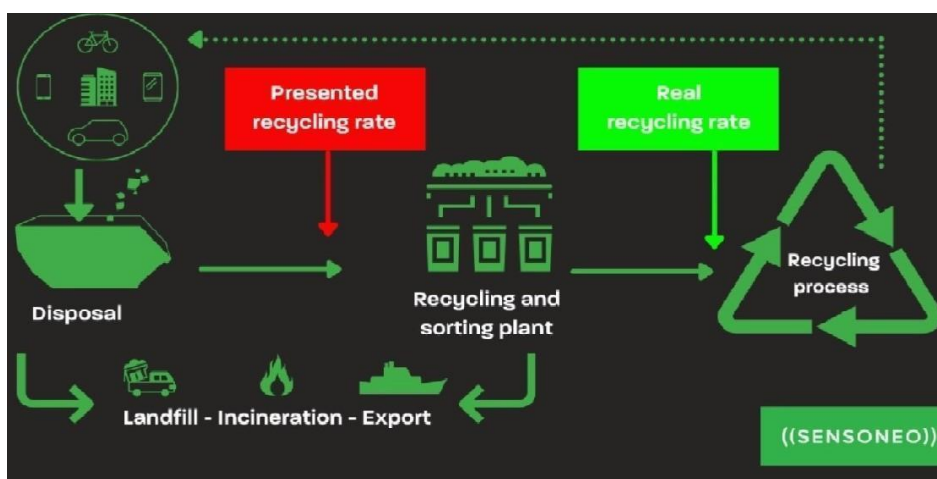 Presented
recycling rate
Real
recycling rate
Disposal
Recycling and
sorting plant
Recycling
process
Landfill - Incineration - Export
((SENSONEO))